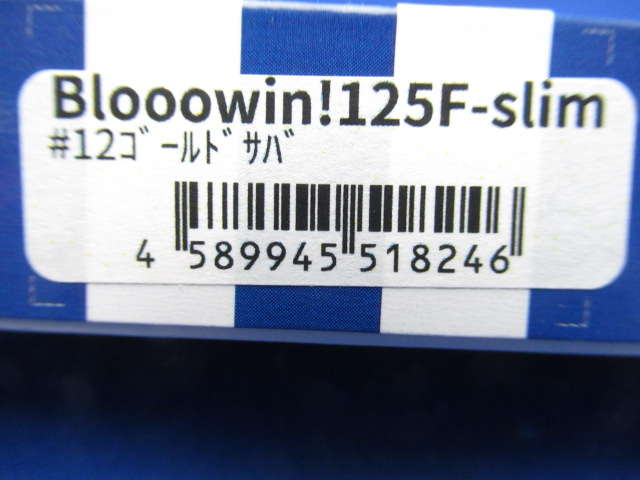 Blooowin!125F-slim
#12ｺﾞｰﾙﾄﾞｻﾊﾞ
4 589945 518246